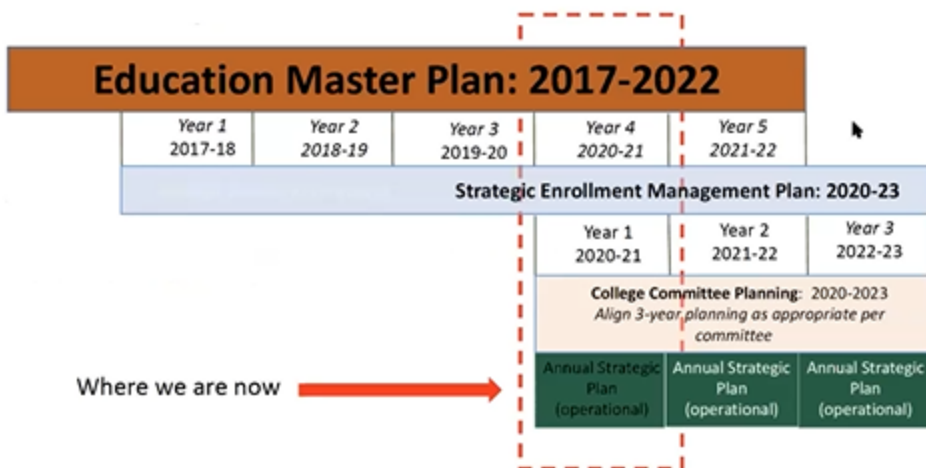 Education Master Plan: 2017-2022
Year 1 Year 2 Year 3 Year 4 Year 5
2017-18 2018-19 2019-20 2020-21 2021-22
Strategic Enrollment Management Plan: 2020-23
Year 1 Year 2 Year 3
2020-21 2021-22 2022-23
College Committee Planning: 2020-2023
Align 3-year planning as appropriate per
committee
Where we are now
Annual Strategic
Plan
(operational)
Annual Strategic
Plan
(operational)
Annual Strategic
Plan
(operational)